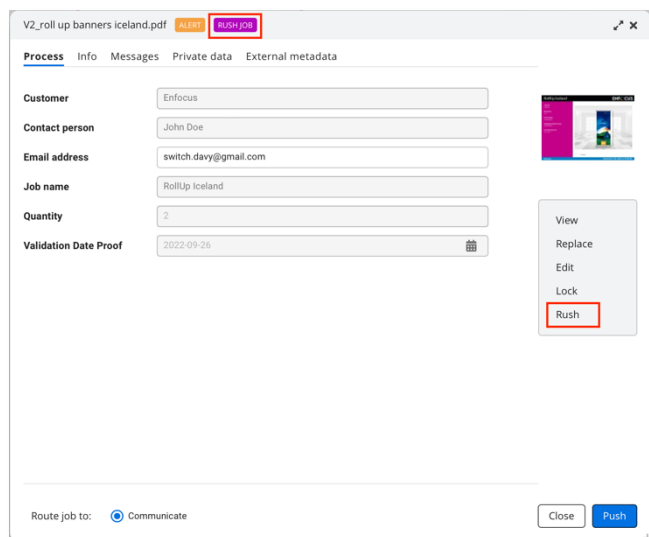 V2_roll up banners iceland.pdf ALERT RUSH JOB
Process Info Messages Private data External metadata
Customer Enfocus
Contact person John Doe
Email address switch.davy@gmail.com
Job name RollUp Iceland
Quantity 2
Validation Date Proof 2022-09-26
View
Replace
Edit
Lock
Rush
Route job to: Communicate
Close Push